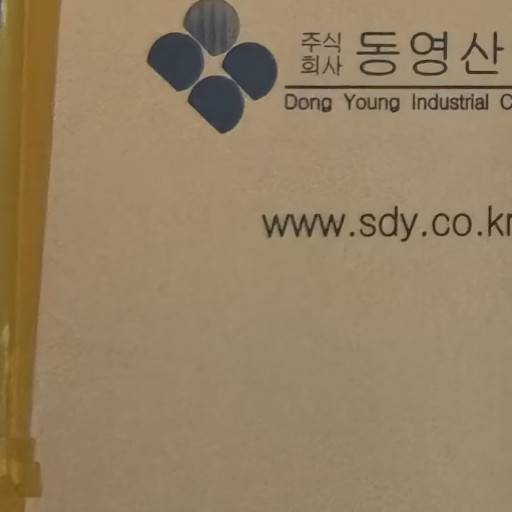 주식
회사 동영산
Dong Young Industrial C
www.sdy.co.kr